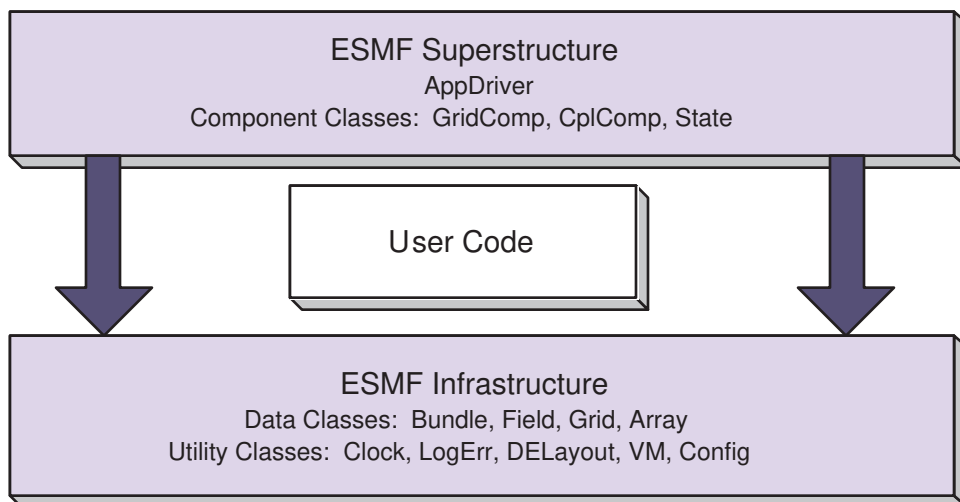 ESMF Superstructure
AppDriver
Component Classes: GridComp, CplComp, State
User Code
ESMF Infrastructure
Data Classes: Bundle, Field, Grid, Array
Utility Classes: Clock, LogErr, DELayout, VM, Config